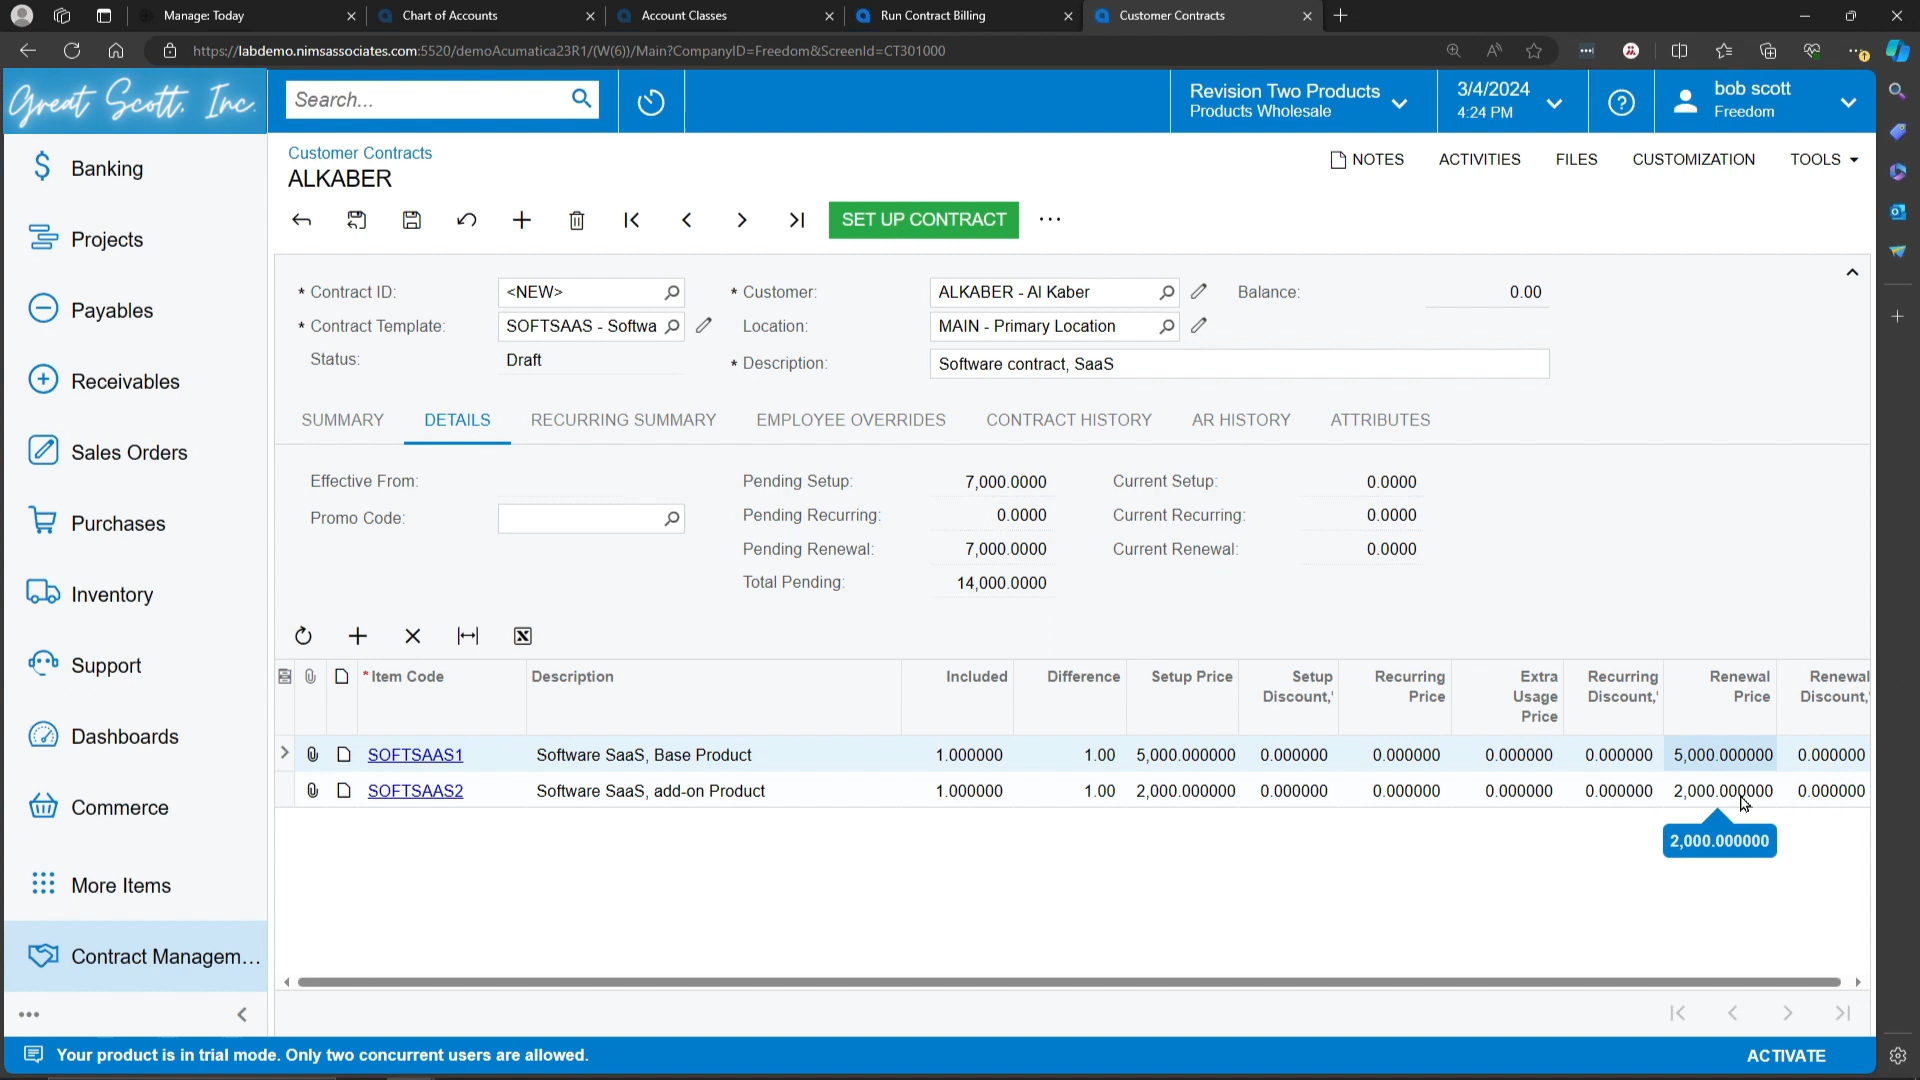 Manage: Today
Chart of Accounts
Account Classes
Run Contract Billing
Customer Contracts
https://labdemo.nimsassociates.com:5520/demoAcumatica23R1/(W(6))/Main?CompanyID=Freedom&ScreenId=CT301000
Great Scott, Inc.
Search...
Revision Two Products
Products Wholesale
3/4/2024
4:24 PM
bob scott
Freedom
Banking
Projects
Payables
Receivables
Sales Orders
Purchases
Inventory
Support
Dashboards
Commerce
More Items
Contract Managem...
Customer Contracts
ALKABER
NOTES ACTIVITIES FILES CUSTOMIZATION TOOLS
SET UP CONTRACT
* Contract ID: <NEW> * Customer: ALKABER - Al Kaber Balance: 0.00
* Contract Template: SOFTSAAS - Softwa Location: MAIN - Primary Location
Status: Draft * Description: Software contract, SaaS
SUMMARY DETAILS RECURRING SUMMARY EMPLOYEE OVERRIDES CONTRACT HISTORY AR HISTORY ATTRIBUTES
Effective From: Pending Setup: 7,000.0000 Current Setup: 0.0000
Promo Code: Pending Recurring: 0.0000 Current Recurring: 0.0000
Pending Renewal: 7,000.0000 Current Renewal: 0.0000
Total Pending: 14,000.0000
* Item Code Description Included Difference Setup Price Setup Discount,' Recurring Price Extra Usage Price Recurring Discount,' Renewal Price Renewal Discount,'
SOFTSAAS1 Software SaaS, Base Product 1.000000 1.00 5,000.000000 0.000000 0.000000 0.000000 0.000000 5,000.000000 0.000000
SOFTSAAS2 Software SaaS, add-on Product 1.000000 1.00 2,000.000000 0.000000 0.000000 0.000000 0.000000 2,000.000000 0.000000
2,000.000000
Your product is in trial mode. Only two concurrent users are allowed.
ACTIVATE